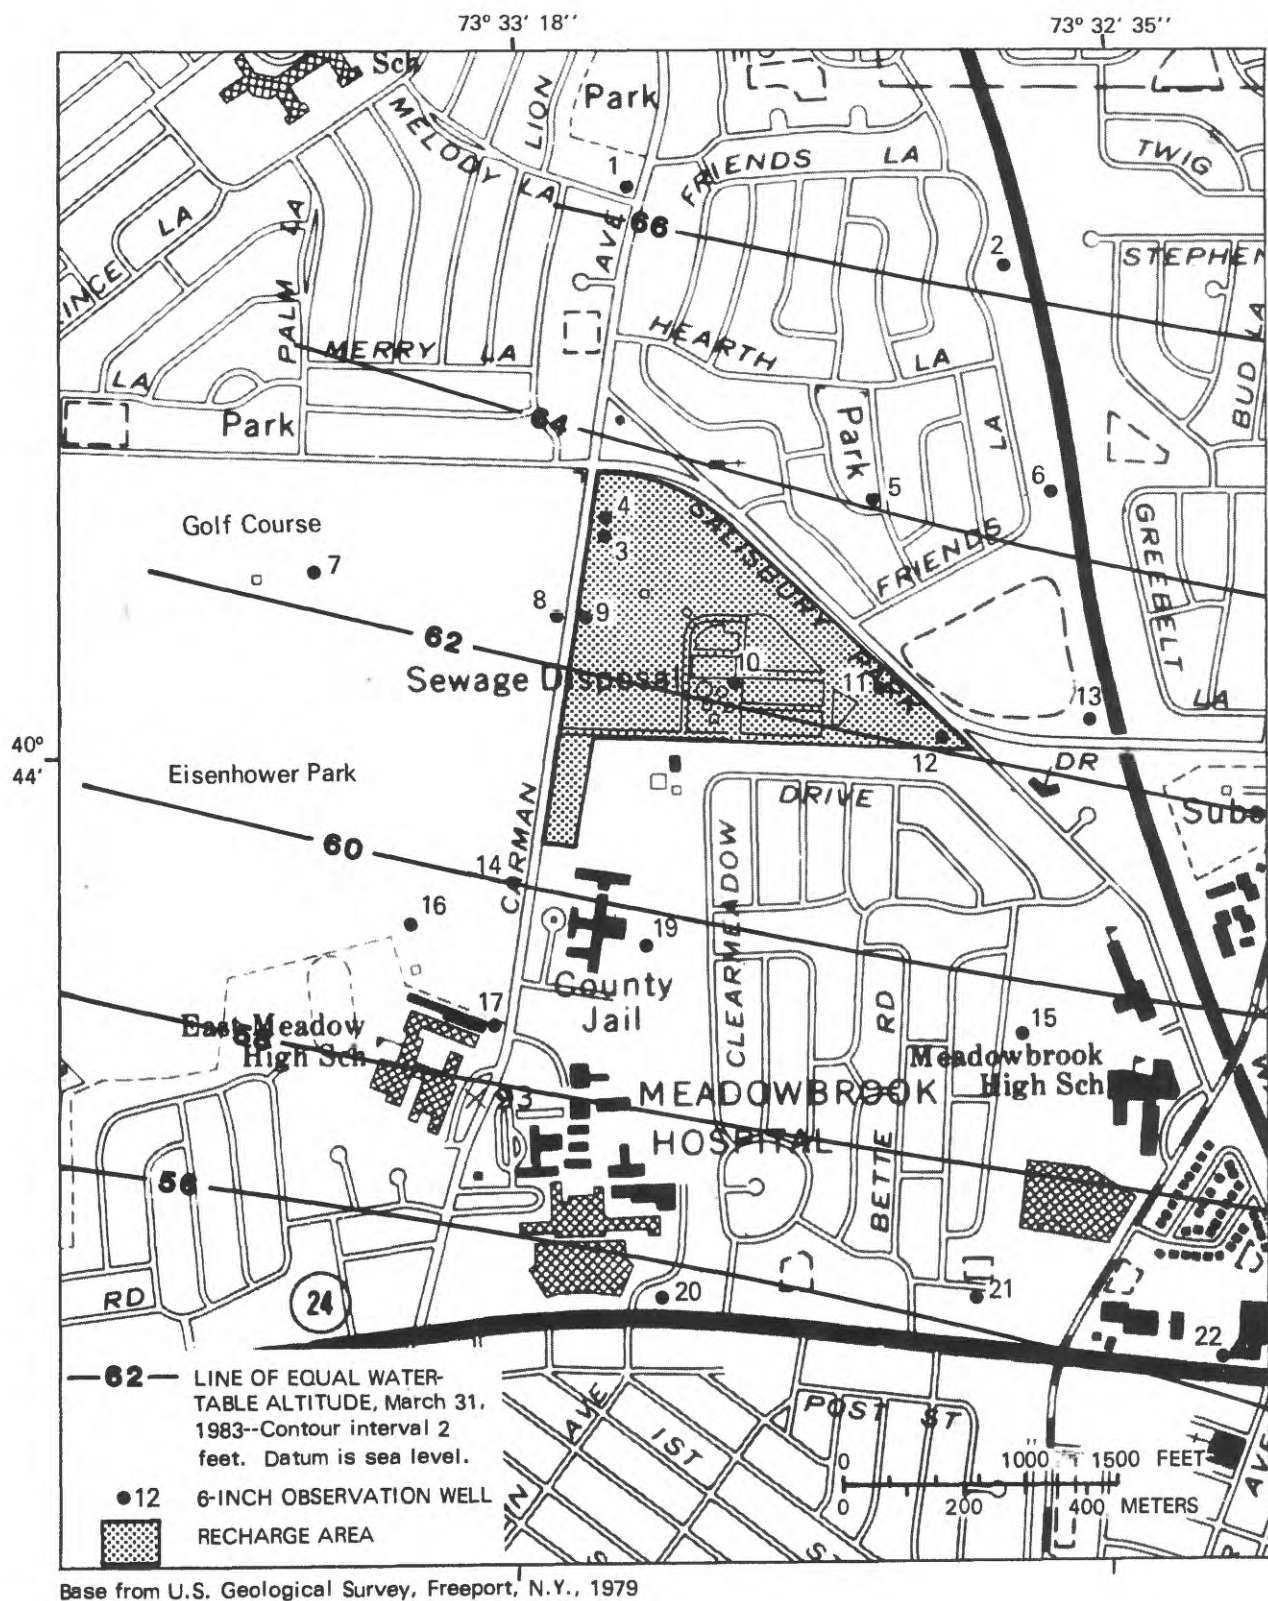 73° 33' 18''
73° 32' 35''
Sch
Park
LION
MELODY LA
1
AVE
FRIENDS LA
TWIG
66
2
STEPHEN
LA
PALM LA
MERRY LA
HEARTH LA
BUD LA
LA
Park
64
Park
LA
5
6
4
3
SALISBURY PARK
FRIENDS
GREEBELT LA
Golf Course
7
8
9
62
Sewage Disposal
10
11
13
12
DR
40°
44'
Eisenhower Park
DRIVE
60
CARMAN
14
CLEARMEADOW
16
19
County
Jail
17
RD
15
East Meadow
High Sch
58
Meadowbrook
High Sch
MEADOWBROOK
HOSPITAL
BETTE
56
RD
24
20
21
22
62
LINE OF EQUAL WATER-
TABLE ALTITUDE, March 31,
1983--Contour interval 2
feet. Datum is sea level.
12 6-INCH OBSERVATION WELL
RECHARGE AREA
AVE
IST
ST
POST ST
AVE
0 1000 1500 FEET
0 200 400 METERS
Base from U.S. Geological Survey, Freeport, N.Y., 1979